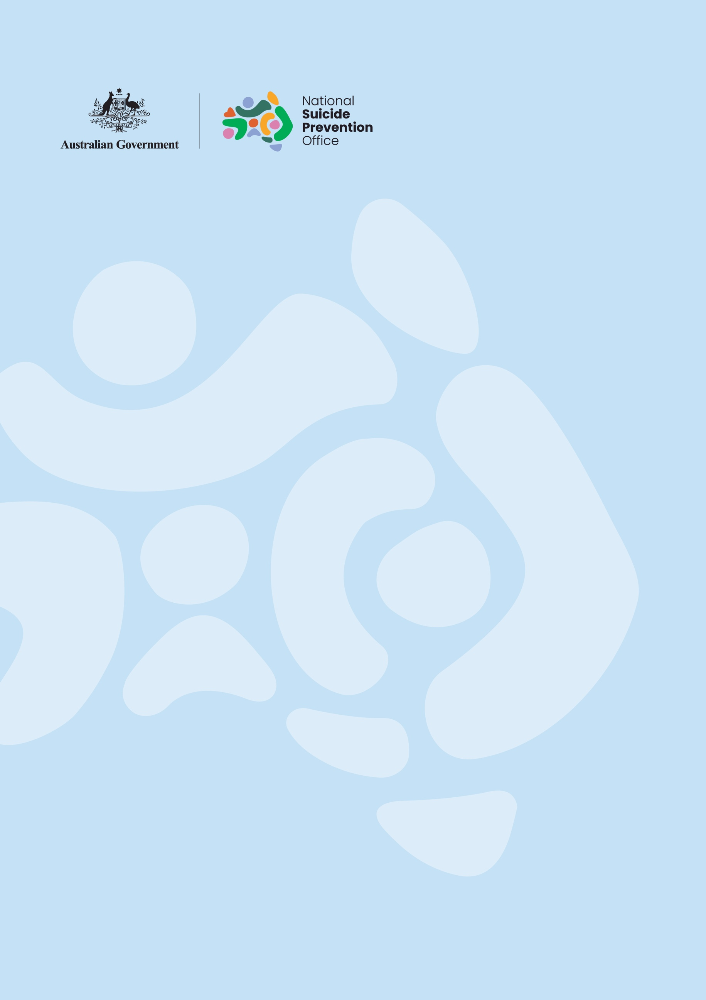 AUSTRALIA
Australian Government
National
Suicide
Prevention
Office